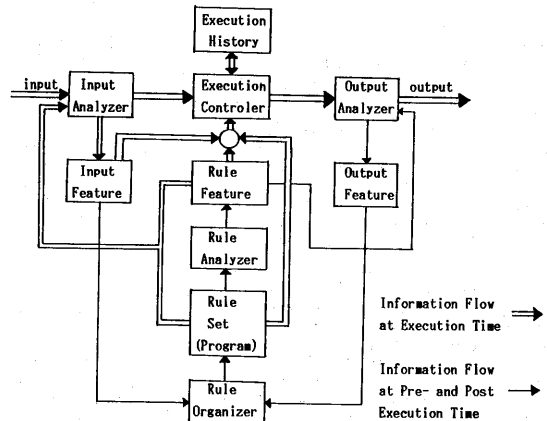 Execution
History
input
Input
Analyzer
Execution
Controler
Output
Analyzer
output
Input
Feature
Rule
Feature
Output
Feature
Rule
Analyzer
Rule
Set
(Program)
Rule
Organizer
Information Flow
at Execution Time
Information Flow
at Pre- and Post
Execution Time